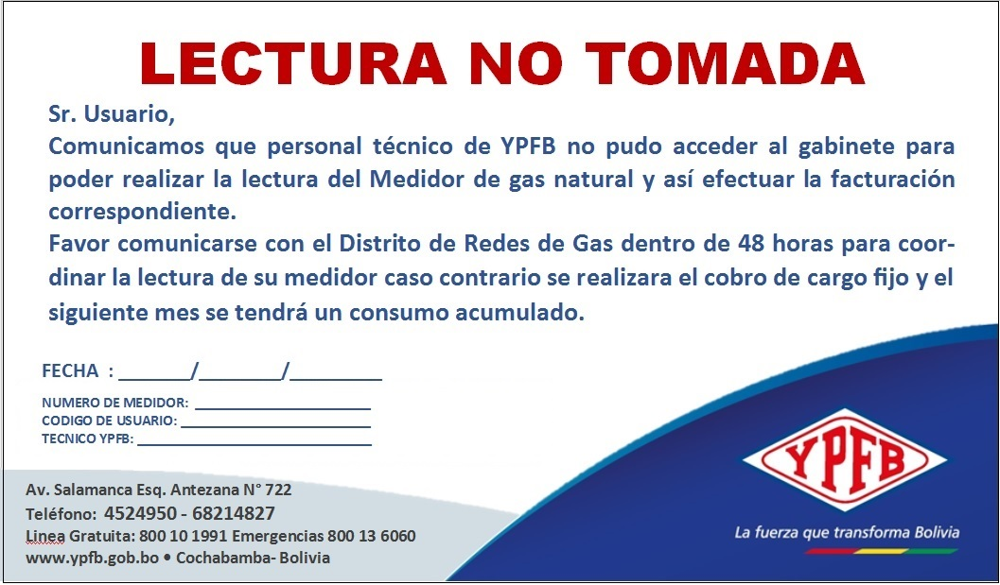 LECTURA NO TOMADA
Sr. Usuario,
Comunicamos que personal técnico de YPFB no pudo acceder al gabinete para
poder realizar la lectura del Medidor de gas natural y así efectuar la facturación
correspondiente.
Favor comunicarse con el Distrito de Redes de Gas dentro de 48 horas para coor-
dinar la lectura de su medidor caso contrario se realizara el cobro de cargo fijo y el
siguiente mes se tendrá un consumo acumulado.
FECHA : _______/________/_________
NUMERO DE MEDIDOR: ________________________
CODIGO DE USUARIO: __________________________
TECNICO YPFB: ________________________________
Av. Salamanca Esq. Antezana N° 722
Teléfono: 4524950 - 68214827
Linea Gratuita: 800 10 1991 Emergencias 800 13 6060
www.ypfb.gob.bo • Cochabamba- Bolivia
YPFB
La fuerza que transforma Bolivia